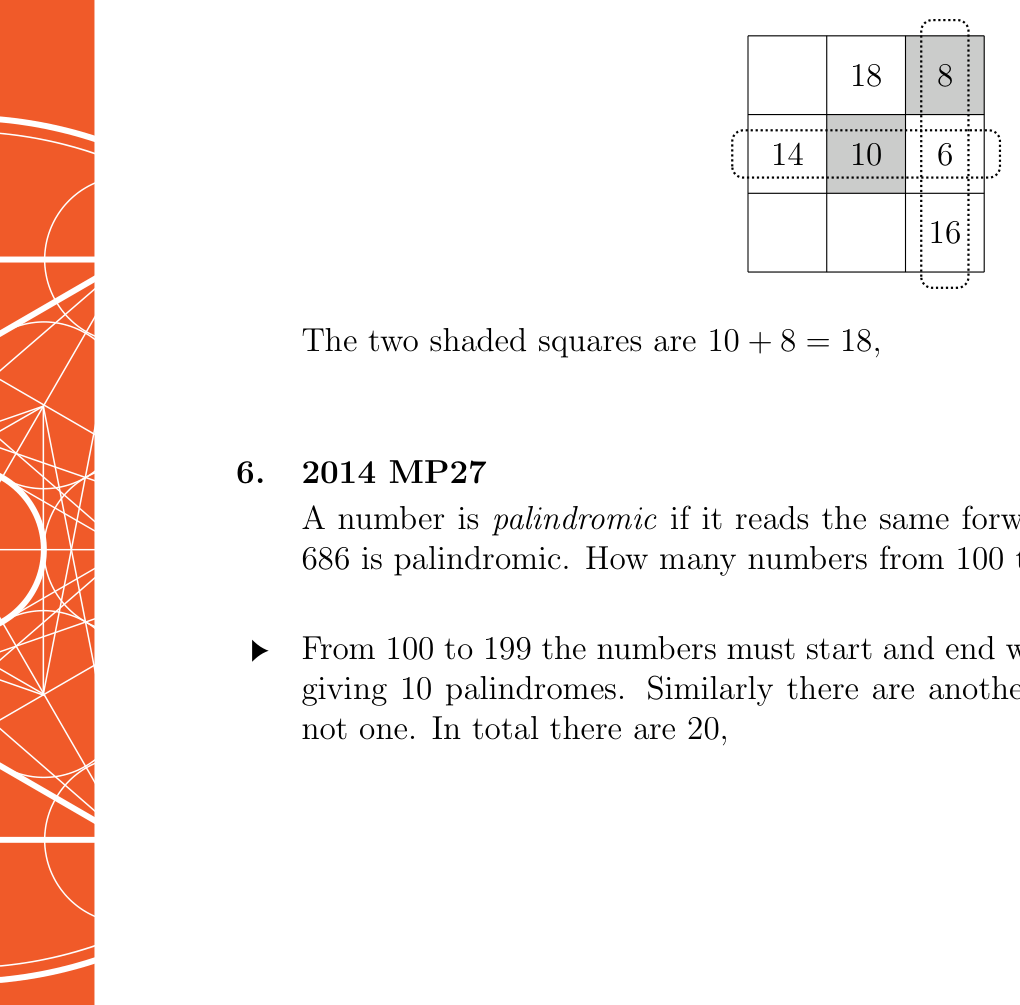 18 8
14 10 6
16
The two shaded squares are 10 + 8 = 18,
6. 2014 MP27
A number is palindromic if it reads the same
686 is palindromic. How many numbers from 100
From 100 to 199 the numbers must start and end
giving 10 palindromes. Similarly there are
not one. In total there are 20,